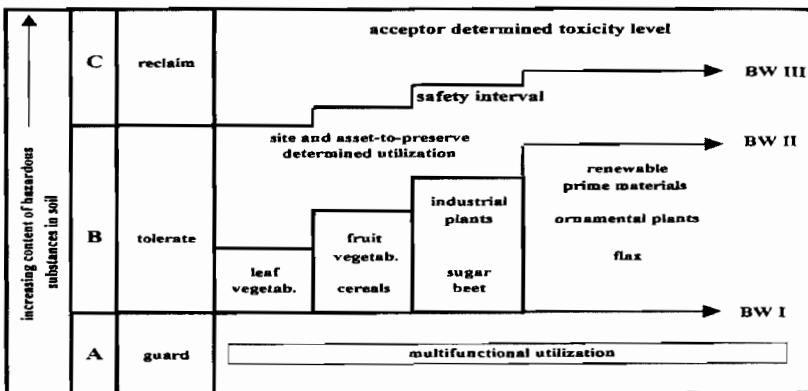 increasing content of hazardous
substances in soil
C
reclaim
acceptor determined toxicity level
BW III
safety interval
site and asset-to-preserve
determined utilization
BW II
B
tolerate
leaf
vegetab.
fruit
vegetab.
cereals
industrial
plants
sugar
beet
renewable
prime materials
ornamental plants
flax
BW I
A
guard
multifunctional utilization